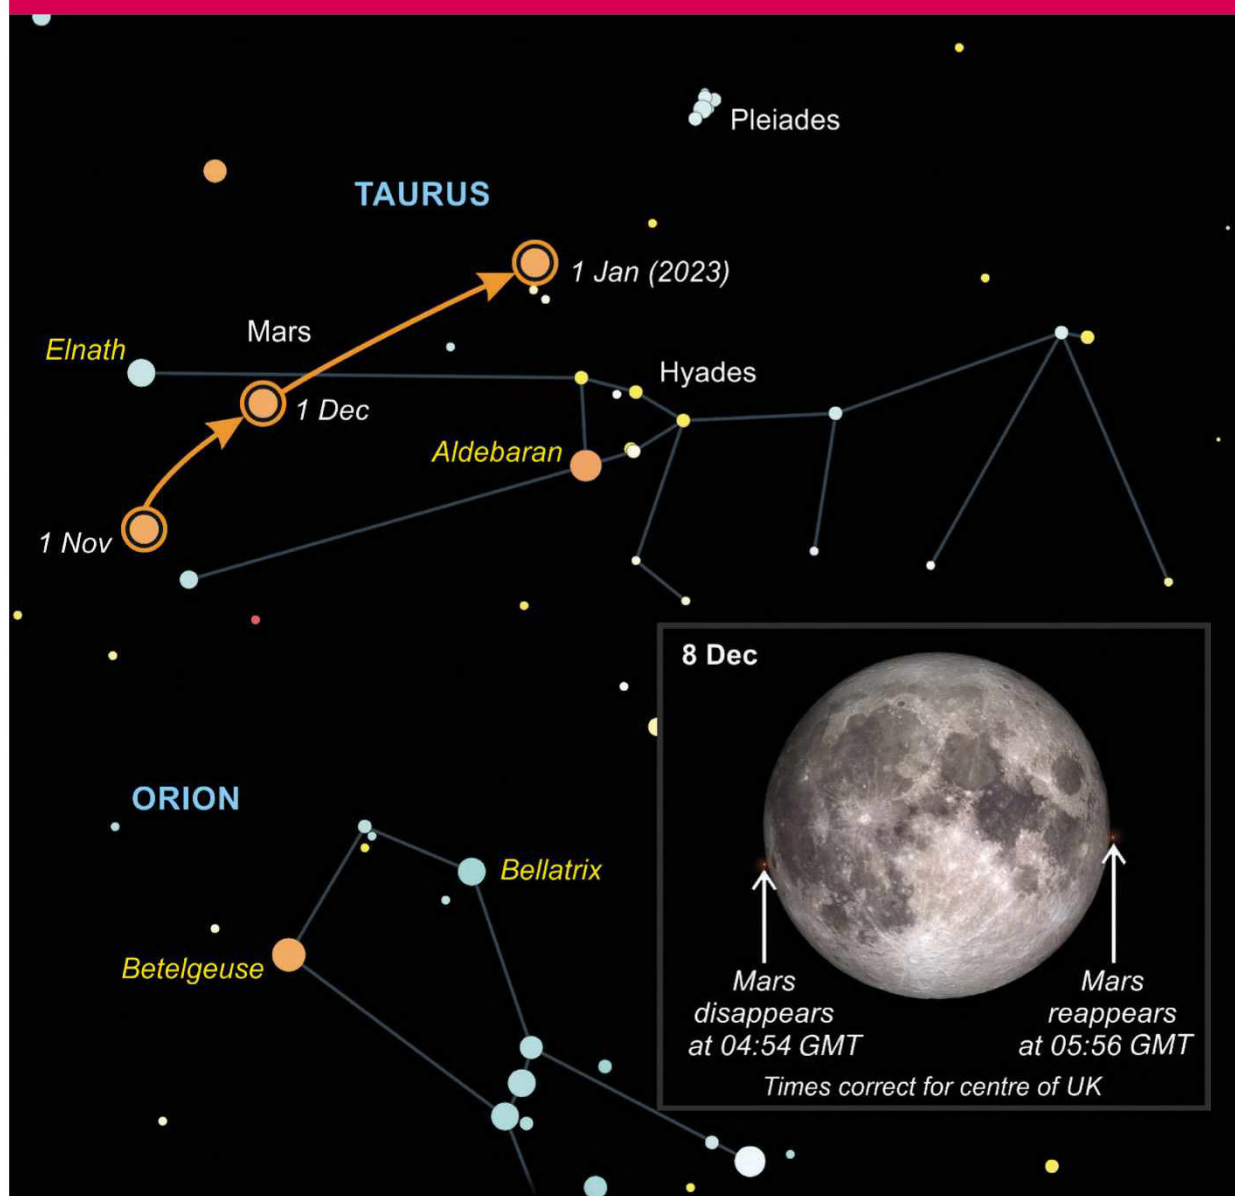 Pleiades
TAURUS
1 Jan (2023)
Mars
Elnath
Hyades
1 Dec
Aldebaran
1 Nov
8 Dec
ORION
Bellatrix
Betelgeuse
Mars
disappears
at 04:54 GMT
Mars
reappears
at 05:56 GMT
Times correct for centre of UK